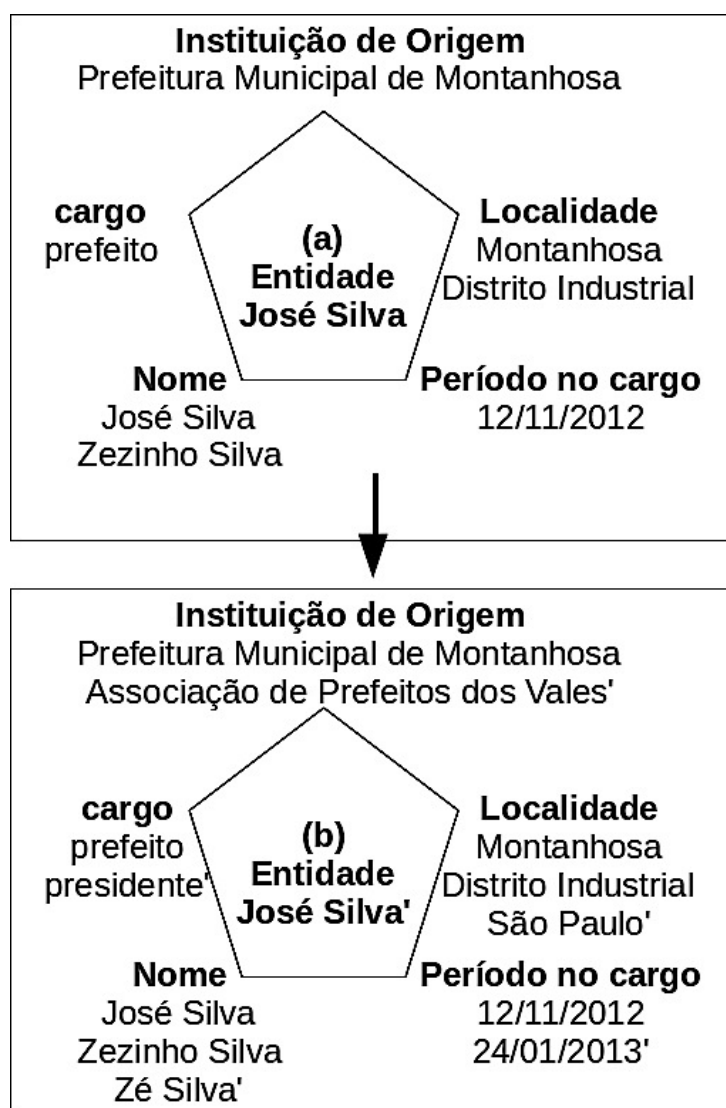 Instituição de Origem
Prefeitura Municipal de Montanhosa
cargo
prefeito
(a)
Entidade
José Silva
Localidade
Montanhosa
Distrito Industrial
Nome
José Silva
Zezinho Silva
Período no cargo
12/11/2012
Instituição de Origem
Prefeitura Municipal de Montanhosa
Associação de Prefeitos dos Vales'
cargo
prefeito
presidente'
(b)
Entidade
José Silva'
Localidade
Montanhosa
Distrito Industrial
São Paulo'
Nome
José Silva
Zezinho Silva
Zé Silva'
Período no cargo
12/11/2012
24/01/2013'